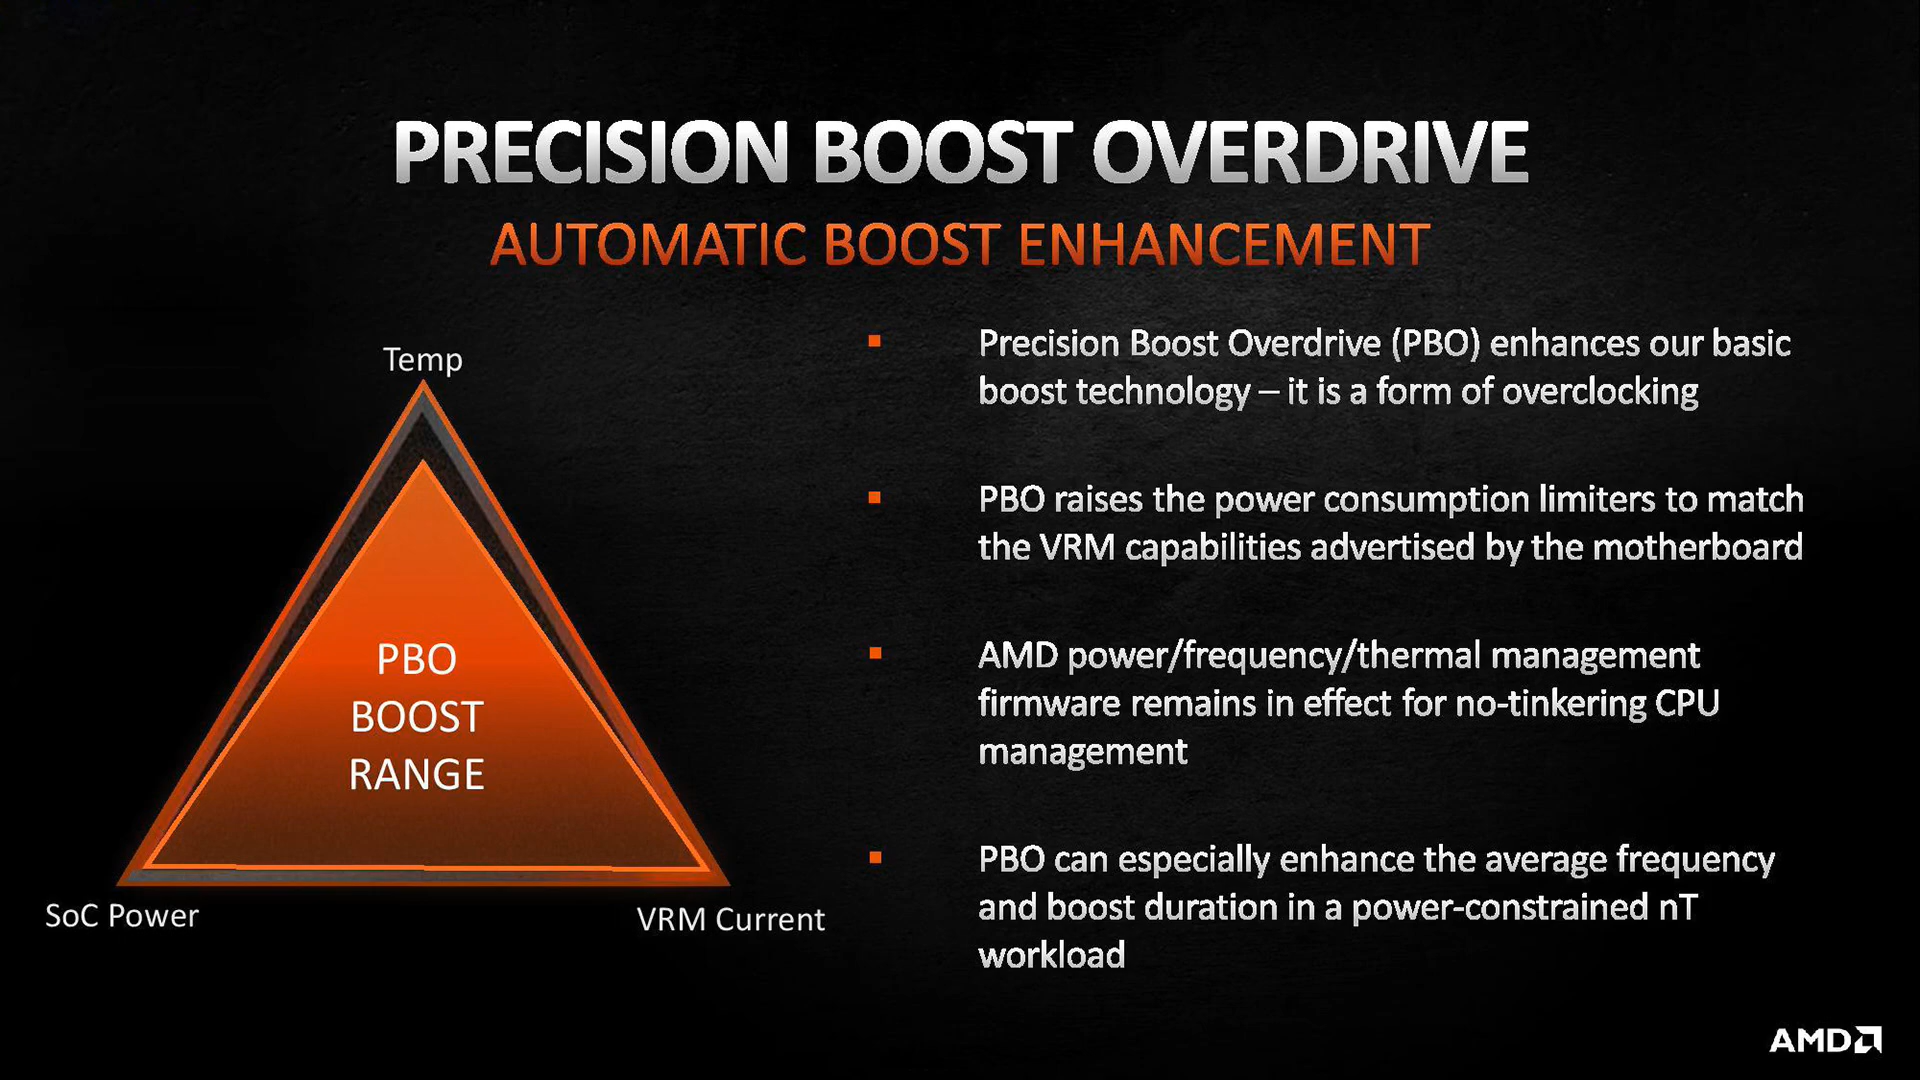 PRECISION BOOST OVERDRIVE
AUTOMATIC BOOST ENHANCEMENT
Temp
PBO
BOOST
RANGE
SoC Power
VRM Current
Precision Boost Overdrive (PBO) enhances our basic
boost technology – it is a form of overclocking
PBO raises the power consumption limiters to match
the VRM capabilities advertised by the motherboard
AMD power/frequency/thermal management
firmware remains in effect for no-tinkering CPU
management
PBO can especially enhance the average frequency
and boost duration in a power-constrained nT
workload
AMD